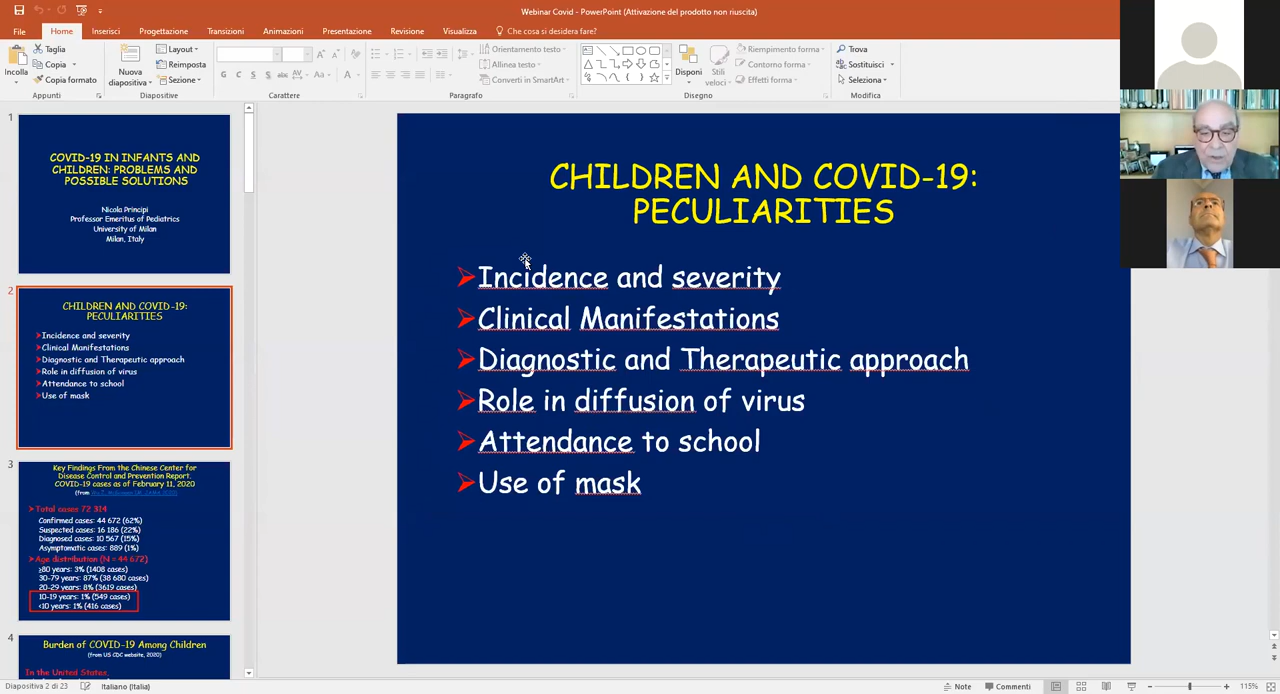 Webinar Covid - PowerPoint (Attivazione del prodotto non riuscita)
File Home Inserisci Progettazione Transizioni Animazioni Presentazione Revisione Visualizza Che cosa si desidera fare?
Incolla
Taglia
Copia
Copia formato
Appunti
Nuova diapositiva
Layout
Reimposta
Sezione
Diapositive
G C S S abc AV Aa A
Carattere
Orientamento testo
Allinea testo
Converti in SmartArt
Paragrafo
Disponi
Stili veloci
Riempimento forma
Contorno forma
Effetti forma
Disegno
Trova
Sostituisci
Seleziona
Modifica
1
COVID-19 IN INFANTS AND
CHILDREN: PROBLEMS AND
POSSIBLE SOLUTIONS
Nicola Principi
Professor Emeritus of Pediatrics
University of Milan
Milan, Italy
2
CHILDREN AND COVID-19:
PECULIARITIES
Incidence and severity
Clinical Manifestations
Diagnostic and Therapeutic approach
Role in diffusion of virus
Attendance to school
Use of mask
3
Key Findings From the Chinese Center for
Disease Control and Prevention Report.
COVID-19 cases as of February 11, 2020
Total cases 72 314
Confirmed cases: 44 672 (62%)
Suspected cases: 16 186 (22%)
Diagnosed cases: 10 567 (15%)
Asymptomatic cases: 889 (1%)
Age distribution (N = 44 672)
≥80 years: 3% (1408 cases)
30-79 years: 87% (38 680 cases)
20-29 years: 8% (3619 cases)
10-19 years: 1% (549 cases)
<10 years: 1% (416 cases)
4
Burden of COVID-19 Among Children
(from US CDC website, 2020)
In the United States,
CHILDREN AND COVID-19:
PECULIARITIES
Incidence and severity
Clinical Manifestations
Diagnostic and Therapeutic approach
Role in diffusion of virus
Attendance to school
Use of mask
Diapositiva 2 di 23 Italiano (Italia) Note Commenti 115%